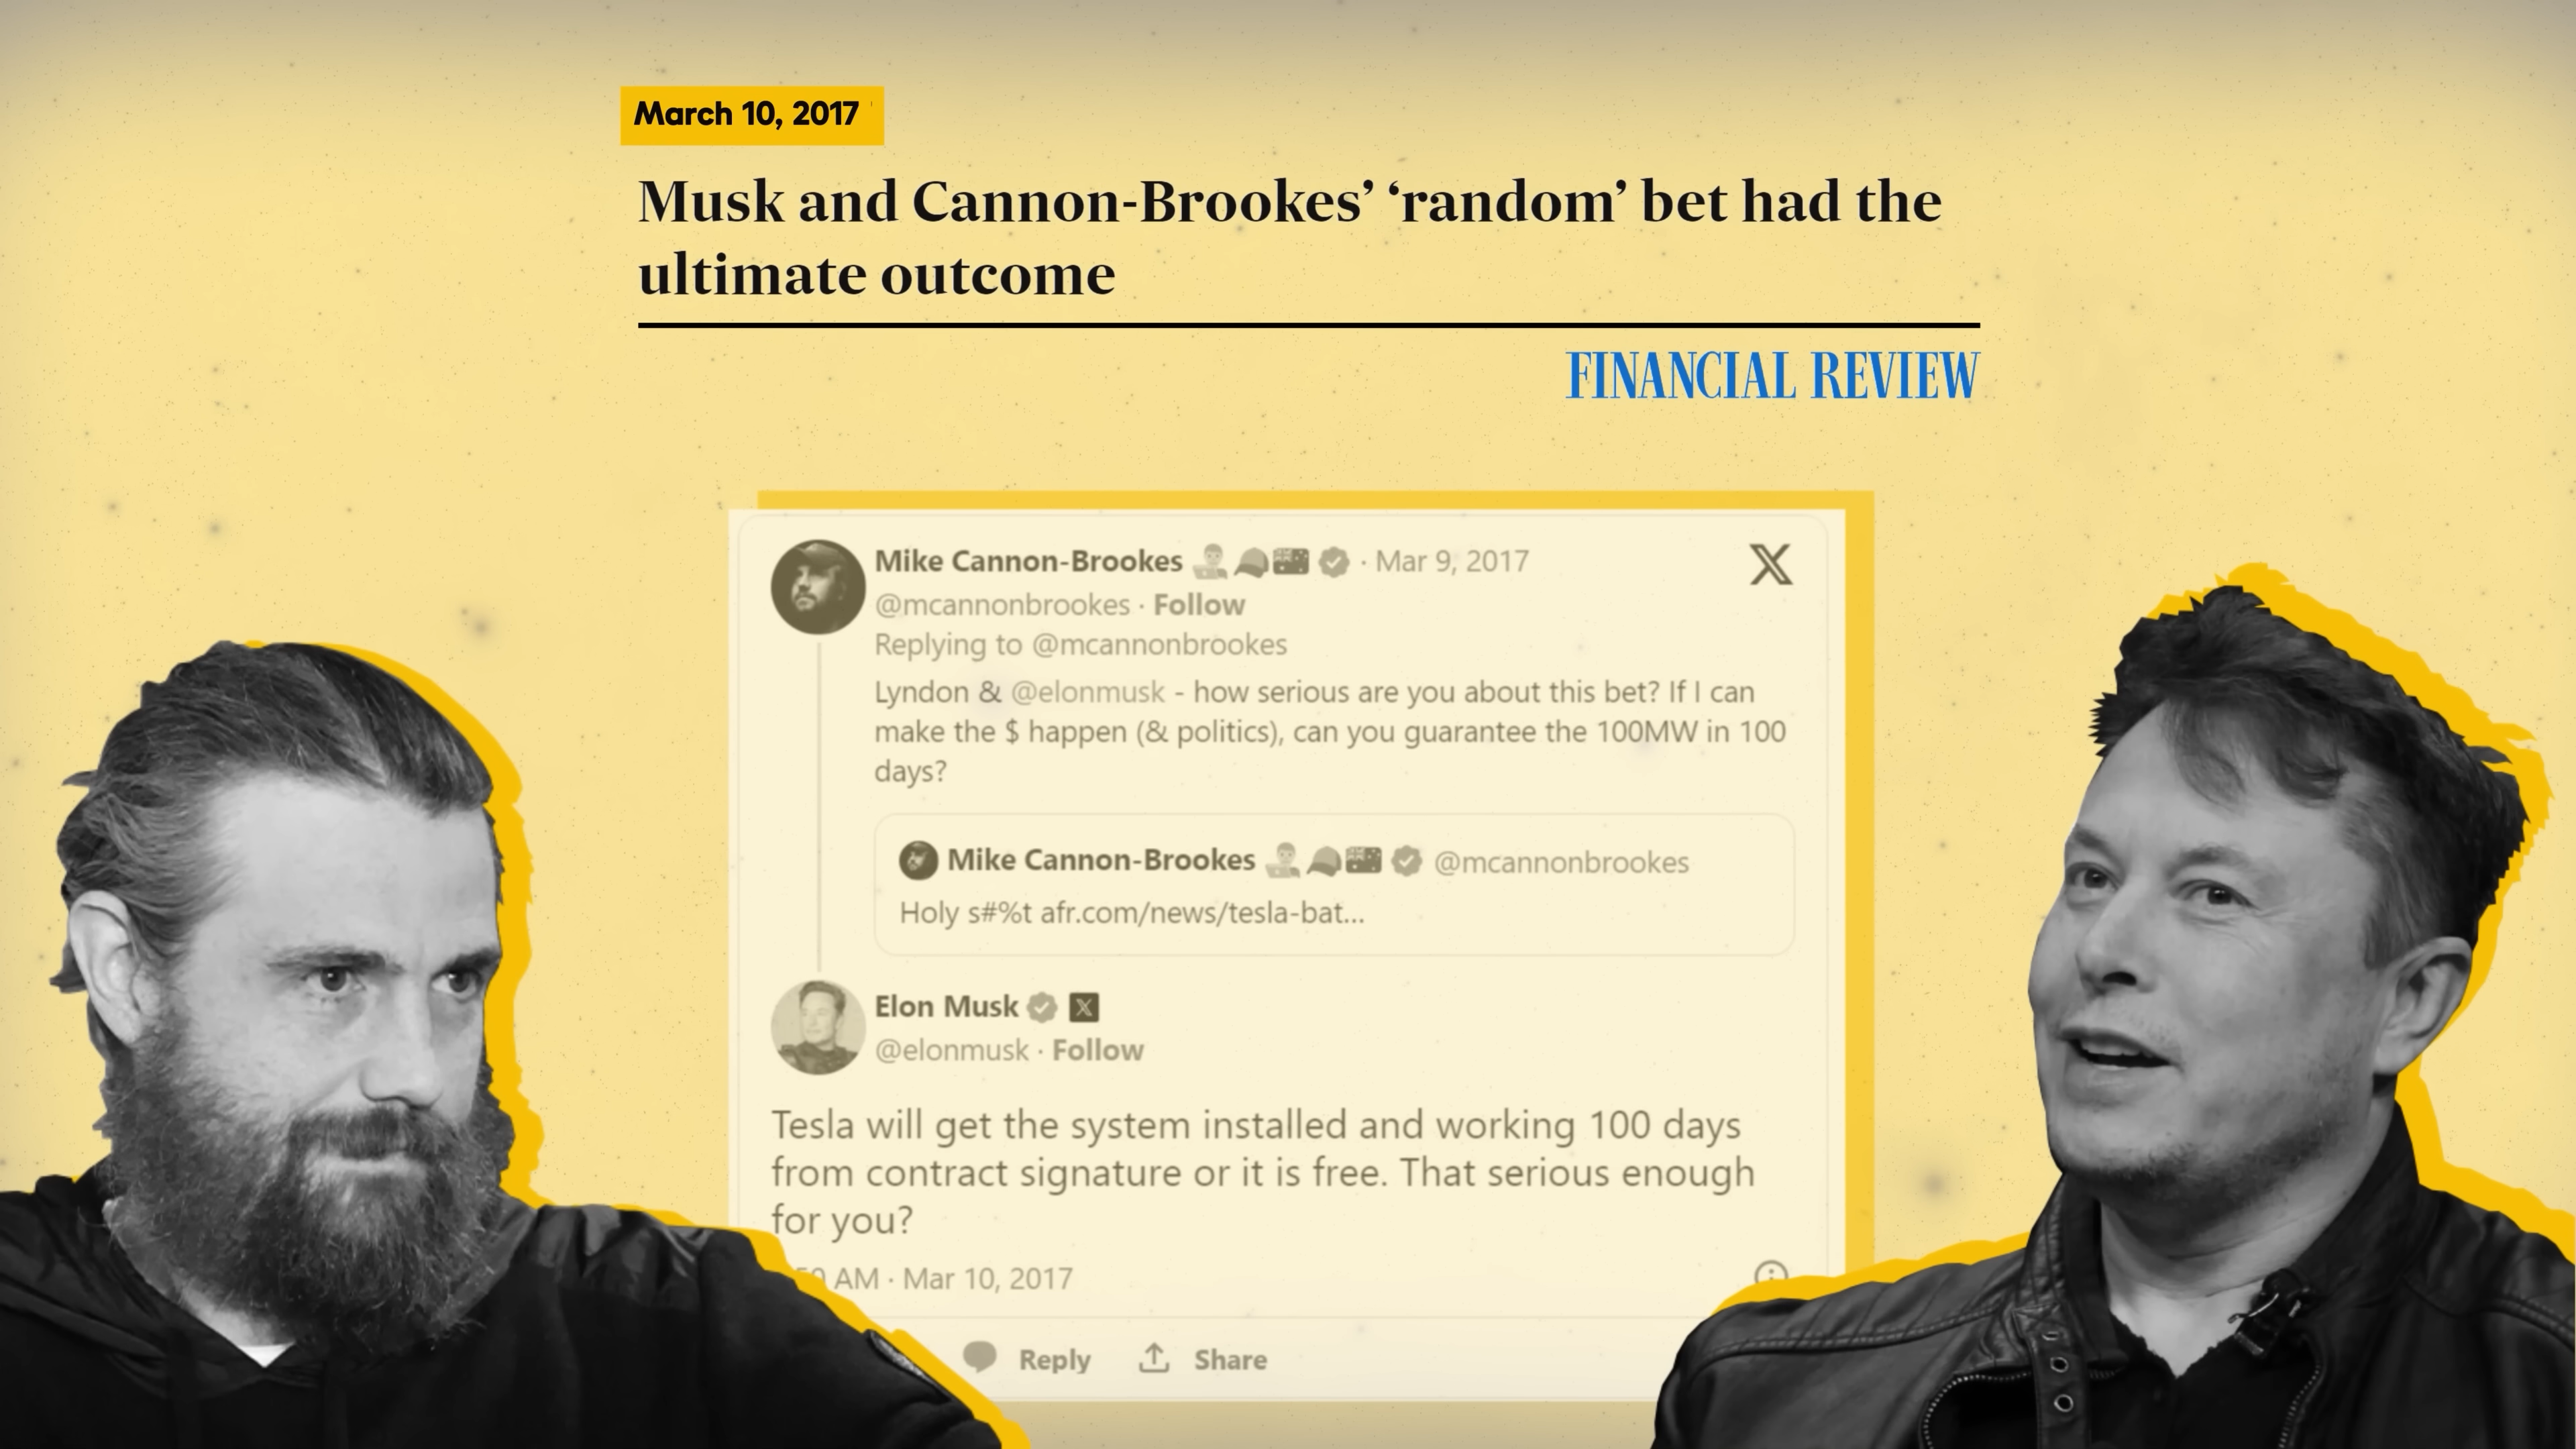 March 10, 2017
Musk and Cannon-Brookes’ ‘random’ bet had the
ultimate outcome
FINANCIAL REVIEW
Mike Cannon-Brookes · Mar 9, 2017
@mcannonbrookes · Follow
Replying to @mcannonbrookes
Lyndon & @elonmusk - how serious are you about this bet? If I can
make the $ happen (& politics), can you guarantee the 100MW in 100
days?
Mike Cannon-Brookes @mcannonbrookes
Holy s#%t afr.com/news/tesla-bat...
Elon Musk
@elonmusk · Follow
Tesla will get the system installed and working 100 days
from contract signature or it is free. That serious enough
for you?
AM · Mar 10, 2017
Reply Share